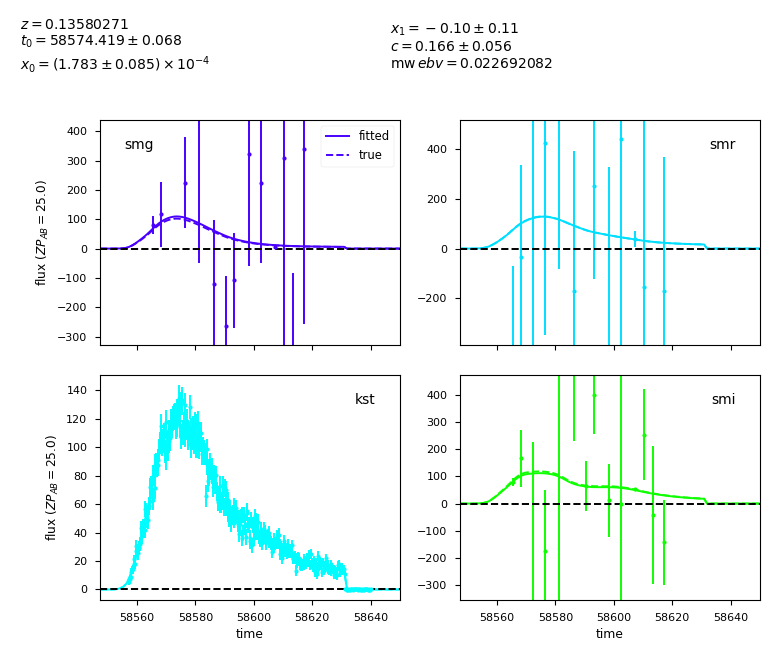 z = 0.13580271
t₀ = 58574.419 ± 0.068
x₀ = (1.783 ± 0.085) × 10⁻⁴
x₁ = −0.10 ± 0.11
c = 0.166 ± 0.056
mw ebv = 0.022692082
smg
fitted
true
400
300
200
100
0
−100
−200
−300
flux (ZP_AB = 25.0)
smr
400
200
0
−200
kst
140
120
100
80
60
40
20
0
flux (ZP_AB = 25.0)
58560 58580 58600 58620 58640
time
smi
400
300
200
100
0
−100
−200
−300
58560 58580 58600 58620 58640
time